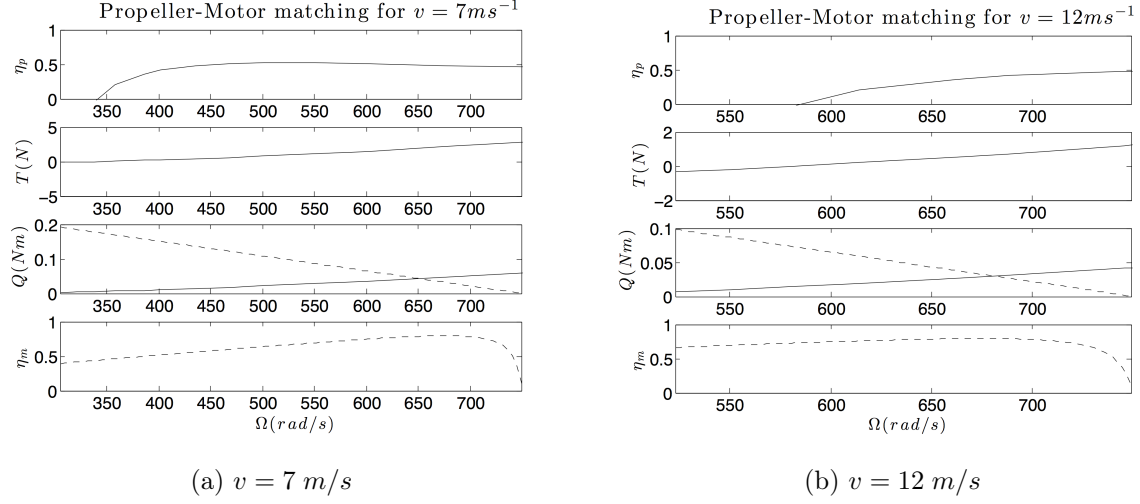 Propeller-Motor matching for v = 7ms⁻¹
1
0.5
0
η_p
350 400 450 500 550 600 650 700
5
0
−5
T(N)
350 400 450 500 550 600 650 700
0.2
0.1
0
Q(Nm)
350 400 450 500 550 600 650 700
1
0.5
0
η_m
350 400 450 500 550 600 650 700
Ω(rad/s)
(a) v = 7 m/s
Propeller-Motor matching for v = 12ms⁻¹
1
0.5
0
η_p
550 600 650 700
2
0
−2
T(N)
550 600 650 700
0.1
0.05
0
Q(Nm)
550 600 650 700
1
0.5
0
η_m
550 600 650 700
Ω(rad/s)
(b) v = 12 m/s